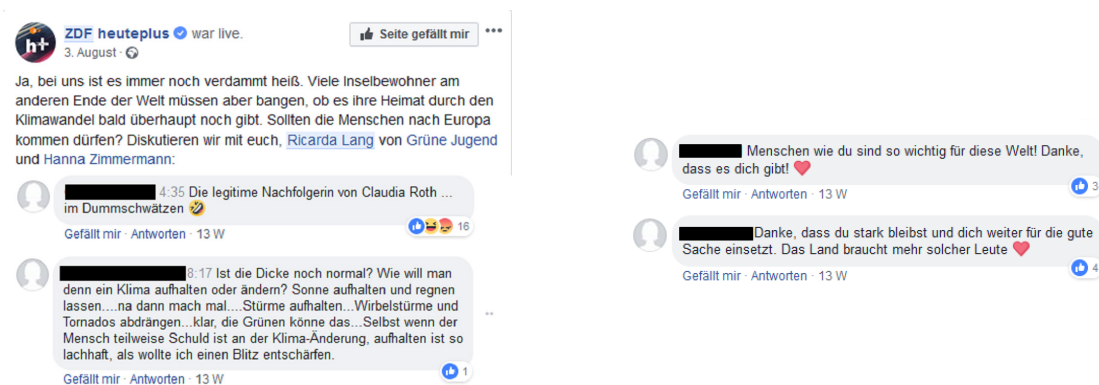 h+
ZDF heuteplus war live.
3. August ·
Seite gefällt mir
Ja, bei uns ist es immer noch verdammt heiß. Viele Inselbewohner am
anderen Ende der Welt müssen aber bangen, ob es ihre Heimat durch den
Klimawandel bald überhaupt noch gibt. Sollten die Menschen nach Europa
kommen dürfen? Diskutieren wir mit euch, Ricarda Lang von Grüne Jugend
und Hanna Zimmermann:
4:35 Die legitime Nachfolgerin von Claudia Roth ...
im Dummschwätzen 🤣
16
Gefällt mir · Antworten · 13 W
8:17 Ist die Dicke noch normal? Wie will man
denn ein Klima aufhalten oder ändern? Sonne aufhalten und regnen
lassen....na dann mach mal....Stürme aufhalten...Wirbelstürme und
Tornados abdrängen...klar, die Grünen könne das...Selbst wenn der
Mensch teilweise Schuld ist an der Klima-Änderung, aufhalten ist so
lachhaft, als wollte ich einen Blitz entschärfen.
1
Gefällt mir · Antworten · 13 W
Menschen wie du sind so wichtig für diese Welt! Danke,
dass es dich gibt! ❤
3
Gefällt mir · Antworten · 13 W
Danke, dass du stark bleibst und dich weiter für die gute
Sache einsetzt. Das Land braucht mehr solcher Leute ❤
4
Gefällt mir · Antworten · 13 W